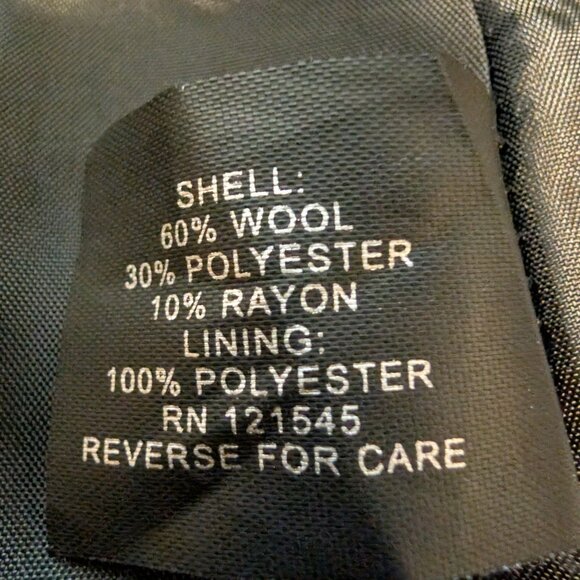 SHELL:
60% WOOL
30% POLYESTER
10% RAYON
LINING:
100% POLYESTER
RN 121545
REVERSE FOR CARE